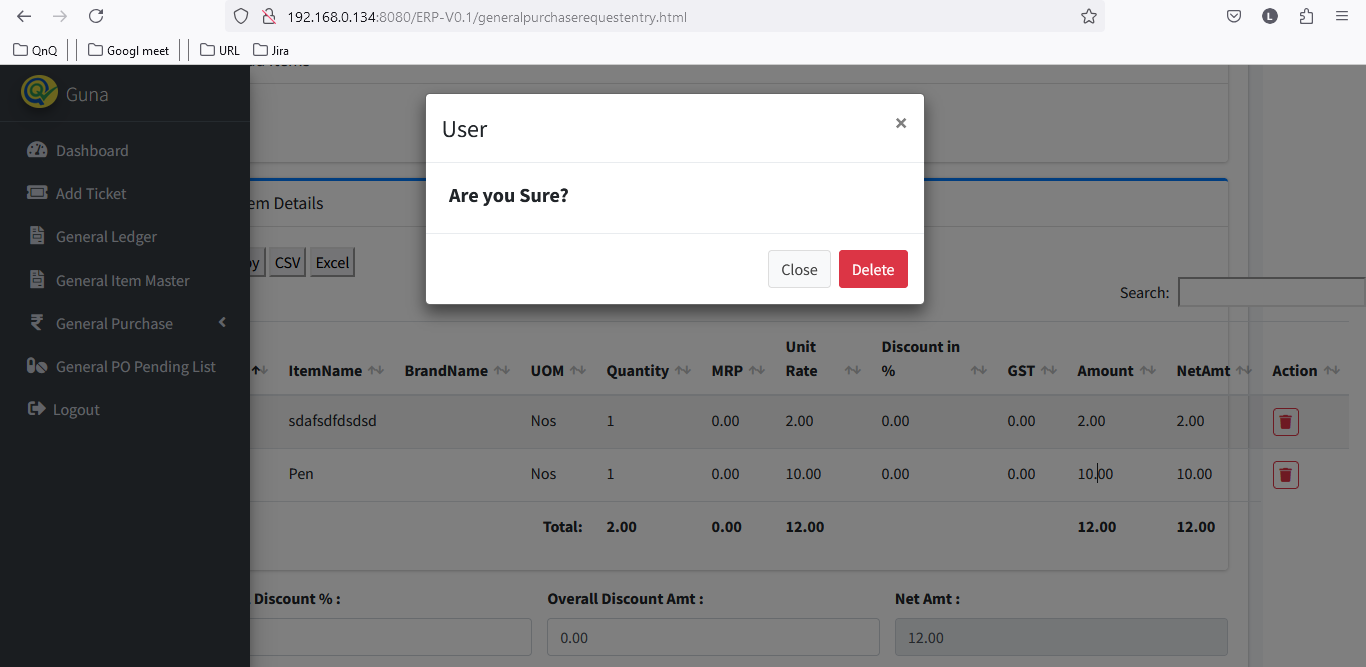 192.168.0.134:8080/ERP-V0.1/generalpurchaserequestentry.html
L
QnQ
Googl meet
URL
Jira
Guna
Dashboard
Add Ticket
General Ledger
General Item Master
General Purchase
General PO Pending List
Logout
User
×
Are you Sure?
Close
Delete
em Details
py CSV Excel
Search:
ItemName BrandName UOM Quantity MRP Unit Rate Discount in % GST Amount NetAmt Action
sdafsdfdsdsd Nos 1 0.00 2.00 0.00 0.00 2.00 2.00
Pen Nos 1 0.00 10.00 0.00 0.00 10.00 10.00
Total: 2.00 0.00 12.00 12.00 12.00
Discount % : Overall Discount Amt : Net Amt :
0.00 12.00